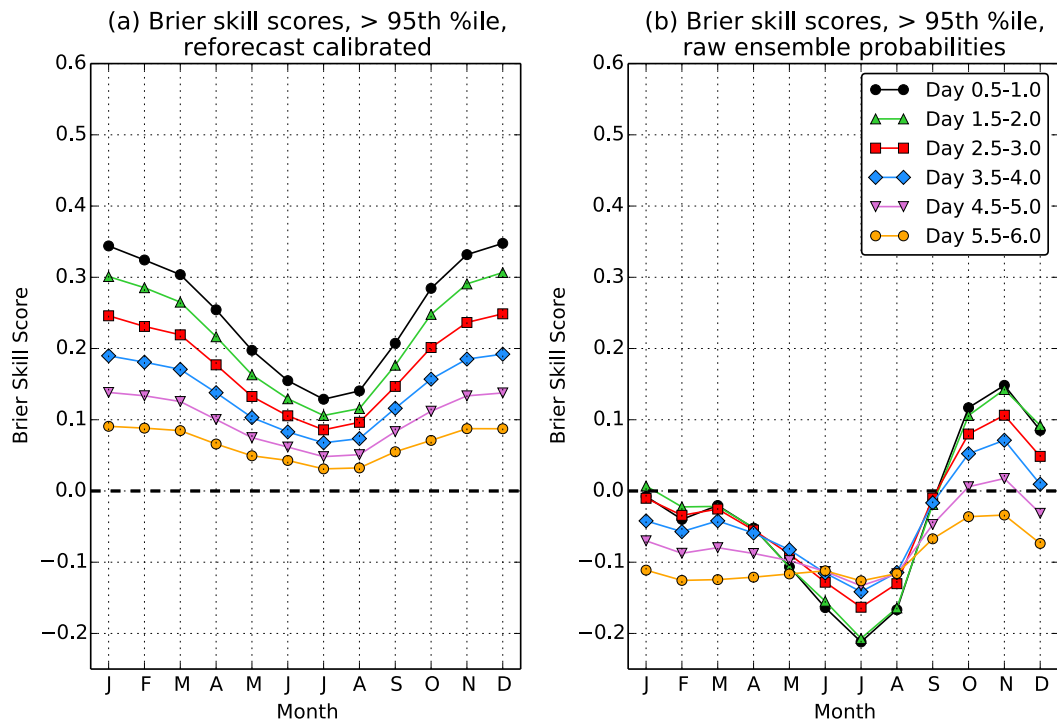 (a) Brier skill scores, > 95th %ile,
reforecast calibrated
0.6
0.5
0.4
0.3
0.2
0.1
0.0
−0.1
−0.2
Brier Skill Score
J F M A M J J A S O N D
Month
(b) Brier skill scores, > 95th %ile,
raw ensemble probabilities
0.6
0.5
0.4
0.3
0.2
0.1
0.0
−0.1
−0.2
Brier Skill Score
Day 0.5-1.0
Day 1.5-2.0
Day 2.5-3.0
Day 3.5-4.0
Day 4.5-5.0
Day 5.5-6.0
J F M A M J J A S O N D
Month